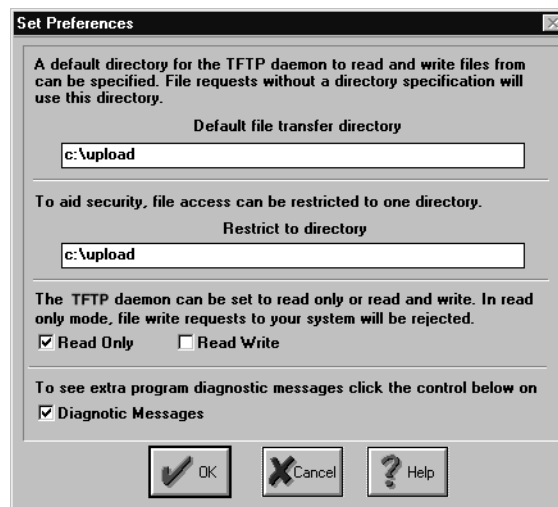 Set Preferences
A default directory for the TFTP daemon to read and write files from
can be specified. File requests without a directory specification will
use this directory.
Default file transfer directory
c:\upload
To aid security, file access can be restricted to one directory.
Restrict to directory
c:\upload
The TFTP daemon can be set to read only or read and write. In read
only mode, file write requests to your system will be rejected.
Read Only Read Write
To see extra program diagnostic messages click the control below on
Diagnotic Messages
OK Cancel Help